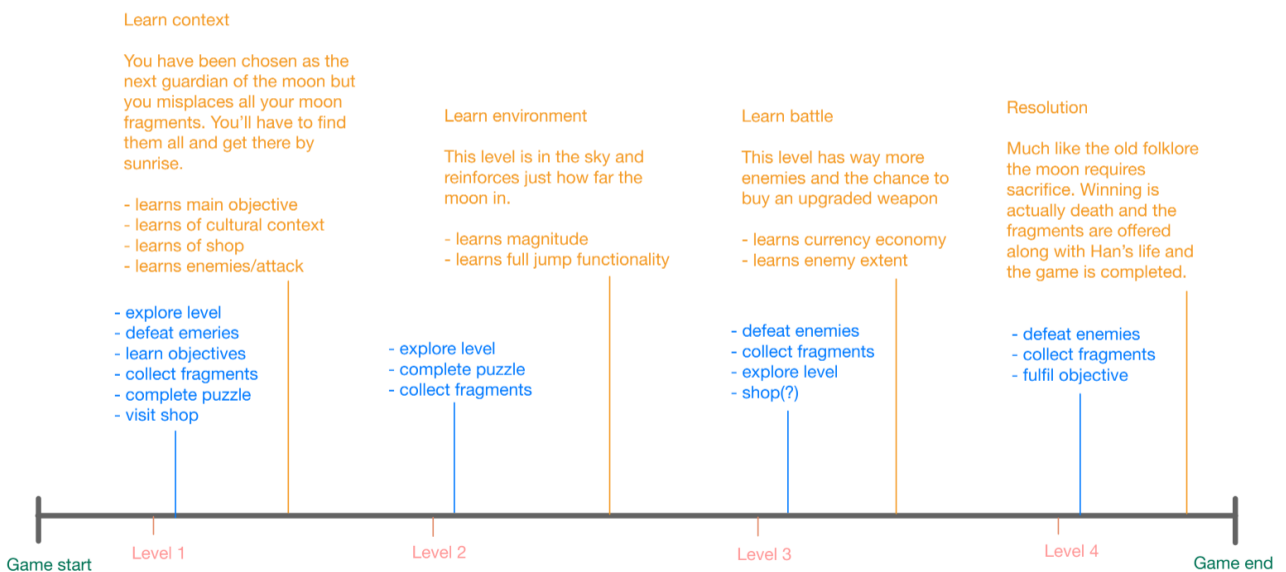 Learn context
You have been chosen as the
next guardian of the moon but
you misplaces all your moon
fragments. You'll have to find
them all and get there by
sunrise.
- learns main objective
- learns of cultural context
- learns of shop
- learns enemies/attack
- explore level
- defeat emeries
- learn objectives
- collect fragments
- complete puzzle
- visit shop
Learn environment
This level is in the sky and
reinforces just how far the
moon in.
- learns magnitude
- learns full jump functionality
- explore level
- complete puzzle
- collect fragments
Learn battle
This level has way more
enemies and the chance to
buy an upgraded weapon
- learns currency economy
- learns enemy extent
- defeat enemies
- collect fragments
- explore level
- shop(?)
Resolution
Much like the old folklore
the moon requires
sacrifice. Winning is
actually death and the
fragments are offered
along with Han's life and
the game is completed.
- defeat enemies
- collect fragments
- fulfil objective
Game start
Level 1
Level 2
Level 3
Level 4
Game end